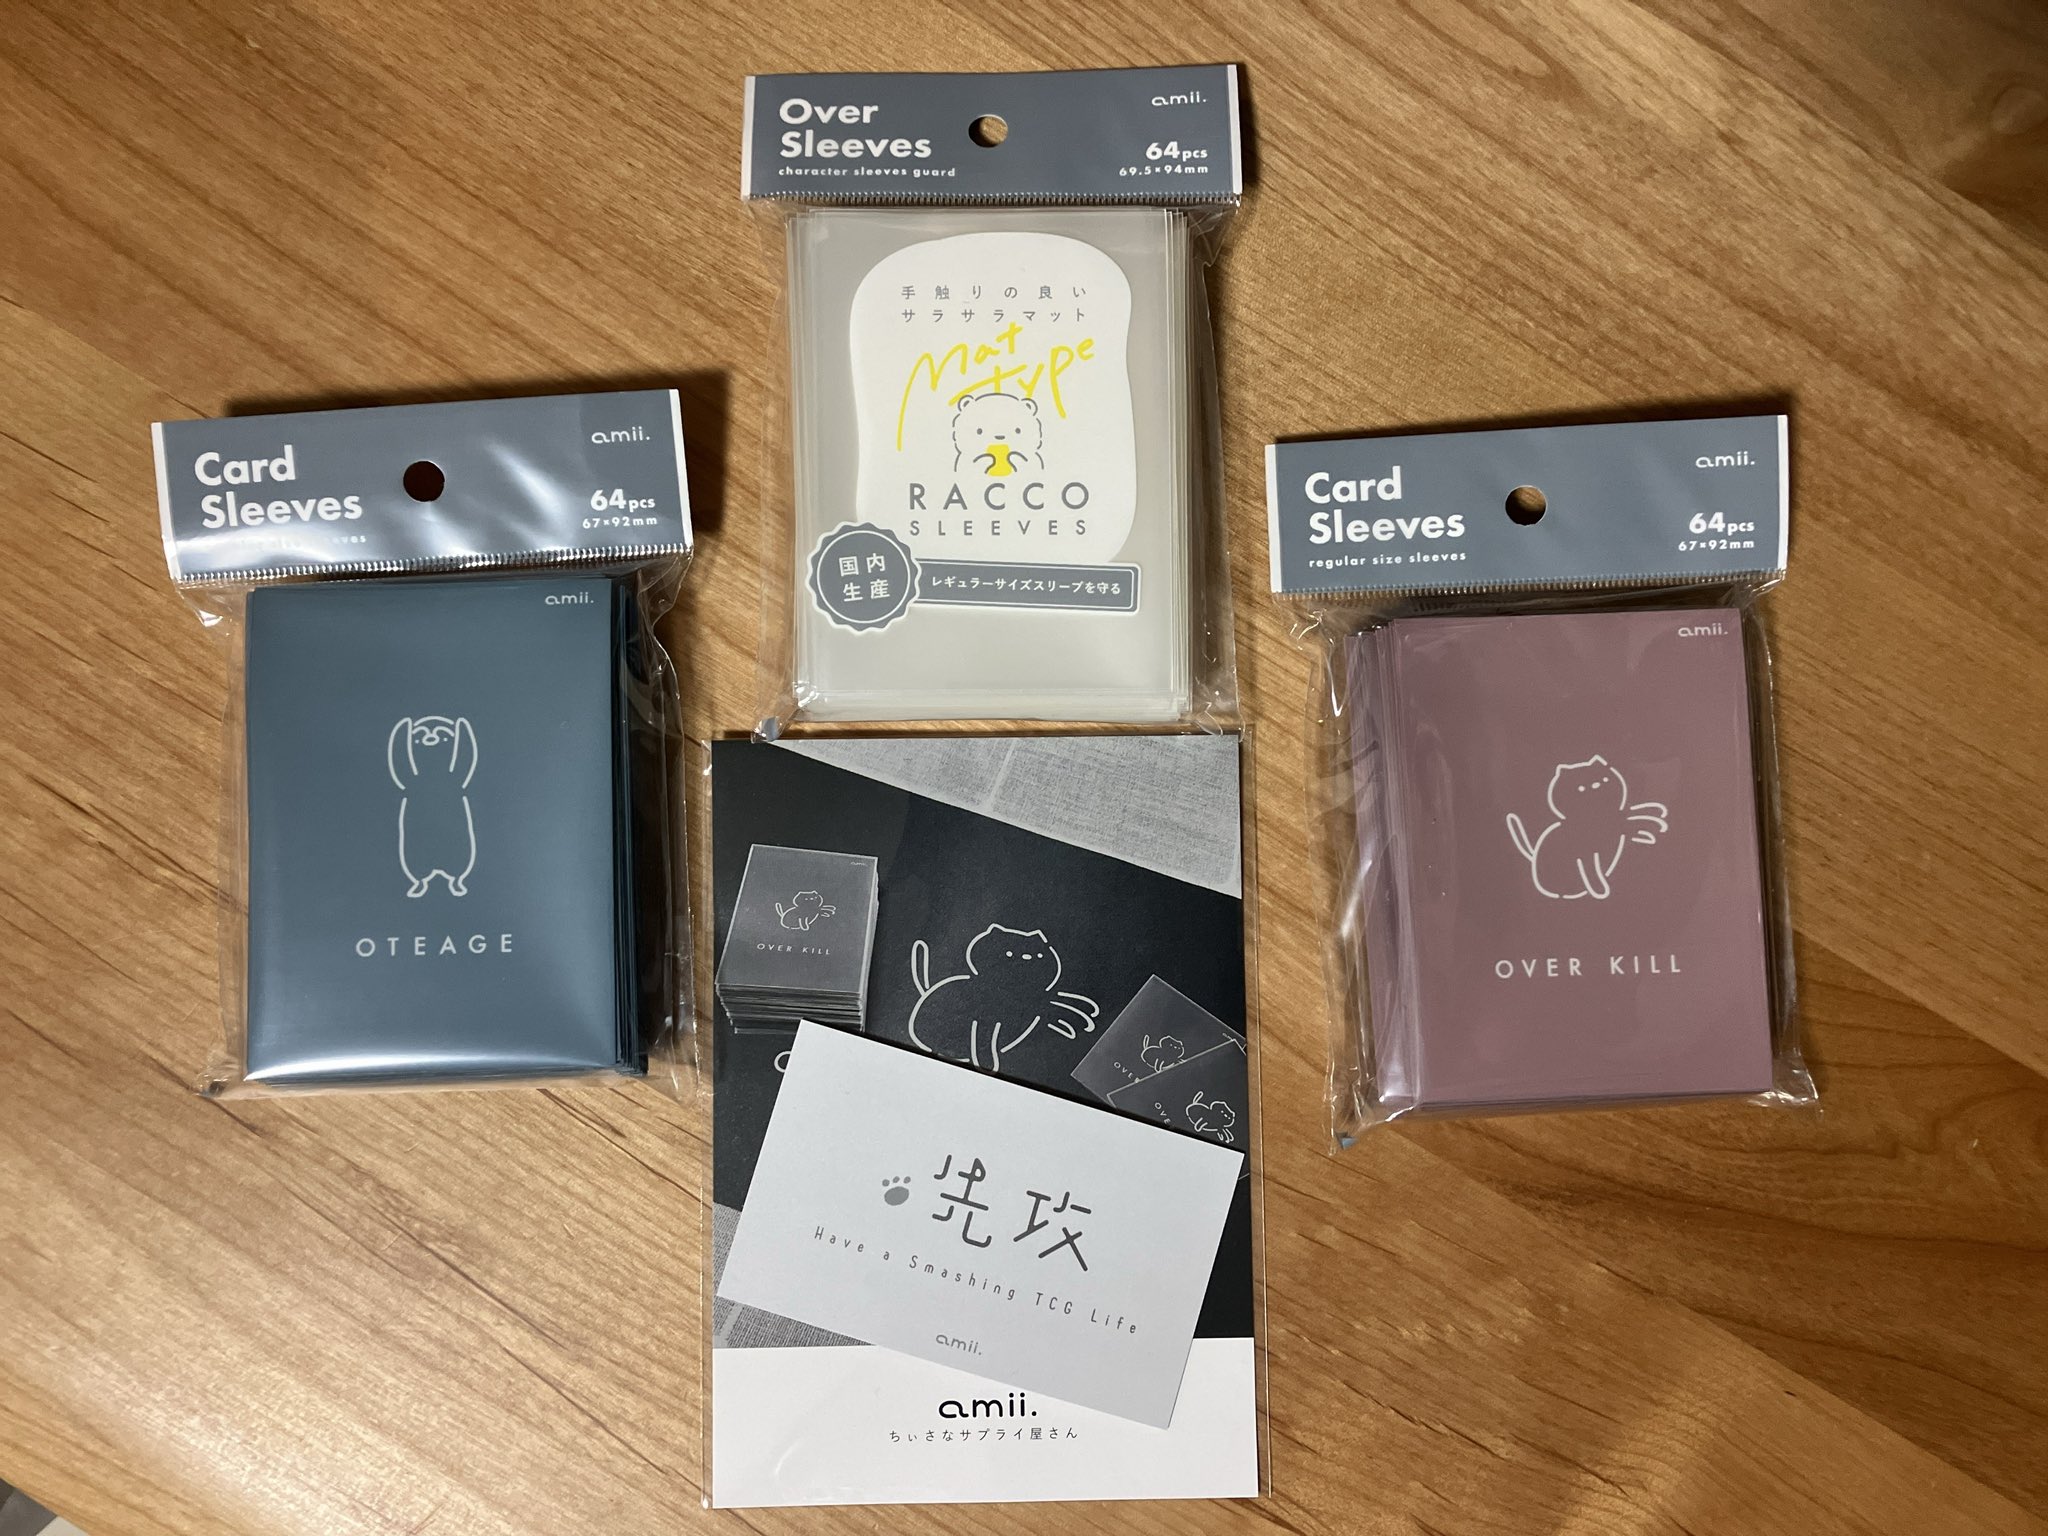 Over
Sleeves
character sleeves guard
amii.
64pcs
69.5×94mm
手触りの良い
サラサラマット
Mat
type
RACCO
SLEEVES
国内
生産
レギュラーサイズスリーブを守る
Card
Sleeves
amii.
64pcs
67×92mm
sleeves
amii.
OTEAGE
Card
Sleeves
regular size sleeves
amii.
64pcs
67×92mm
amii.
OVER KILL
OVER KILL
OVER
先攻
Have a Smashing TCG Life
amii.
amii.
ちぃさなサプライ屋さん